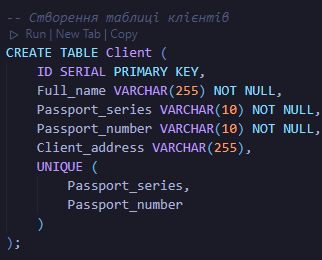 -- Створення таблиці клієнтів
▷ Run | New Tab | Copy
CREATE TABLE Client (
    ID SERIAL PRIMARY KEY,
    Full_name VARCHAR(255) NOT NULL,
    Passport_series VARCHAR(10) NOT NULL,
    Passport_number VARCHAR(10) NOT NULL,
    Client_address VARCHAR(255),
    UNIQUE (
        Passport_series,
        Passport_number
    )
);